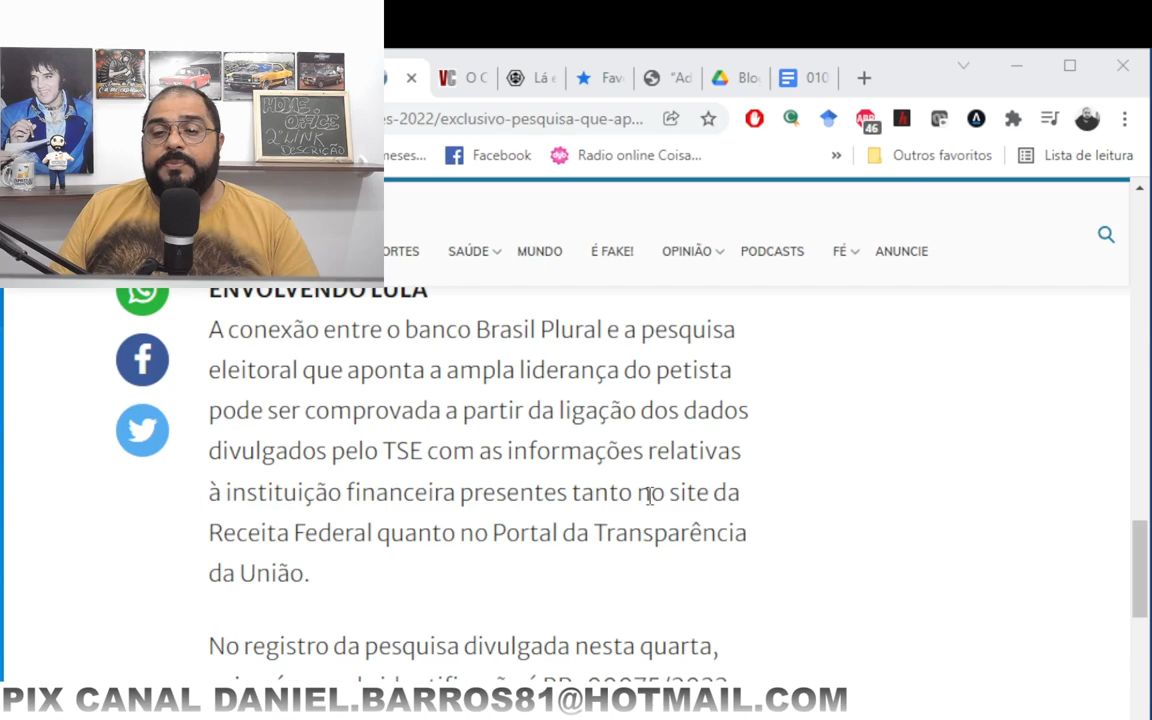 HOME
OFFICE
2º LINK
DESCRIÇÃO
VC
O C
Lá e
Fav
"Ad
Blo
010
s-2022/exclusivo-pesquisa-que-ap...
46
neses...
Facebook
Radio online Coisa...
»
Outros favoritos
Lista de leitura
ORTES
SAÚDE
MUNDO
É FAKE!
OPINIÃO
PODCASTS
FÉ
ANUNCIE
ENVOLVENDO LULA
A conexão entre o banco Brasil Plural e a pesquisa
eleitoral que aponta a ampla liderança do petista
pode ser comprovada a partir da ligação dos dados
divulgados pelo TSE com as informações relativas
à instituição financeira presentes tanto no site da
Receita Federal quanto no Portal da Transparência
da União.
No registro da pesquisa divulgada nesta quarta,
PIX CANAL DANIEL.BARROS81@HOTMAIL.COM